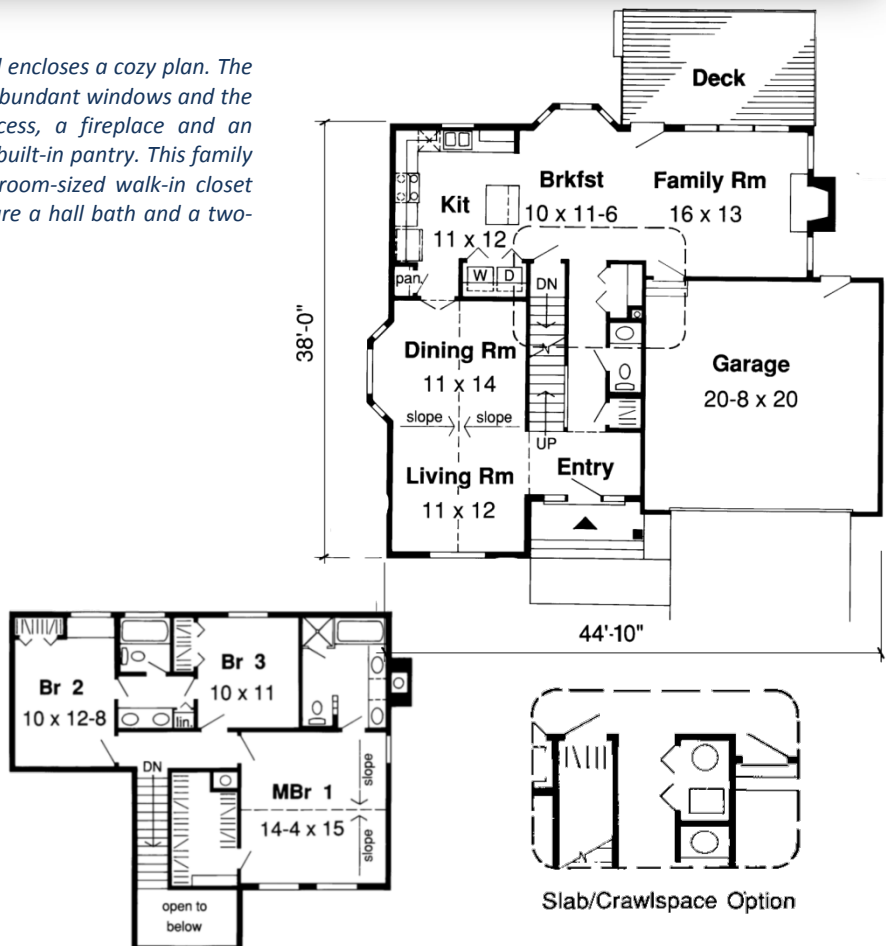 l encloses a cozy plan. The
bundant windows and the
cess, a fireplace and an
built-in pantry. This family
room-sized walk-in closet
are a hall bath and a two-
Deck
Brkfst
10 x 11-6
Family Rm
16 x 13
Kit
11 x 12
pan.
W D
DN
38'-0"
Dining Rm
11 x 14
slope slope
Garage
20-8 x 20
UP
Entry
Living Rm
11 x 12
44'-10"
Br 2
10 x 12-8
Br 3
10 x 11
lin.
DN
MBr 1
14-4 x 15
slope
slope
open to
below
Slab/Crawlspace Option